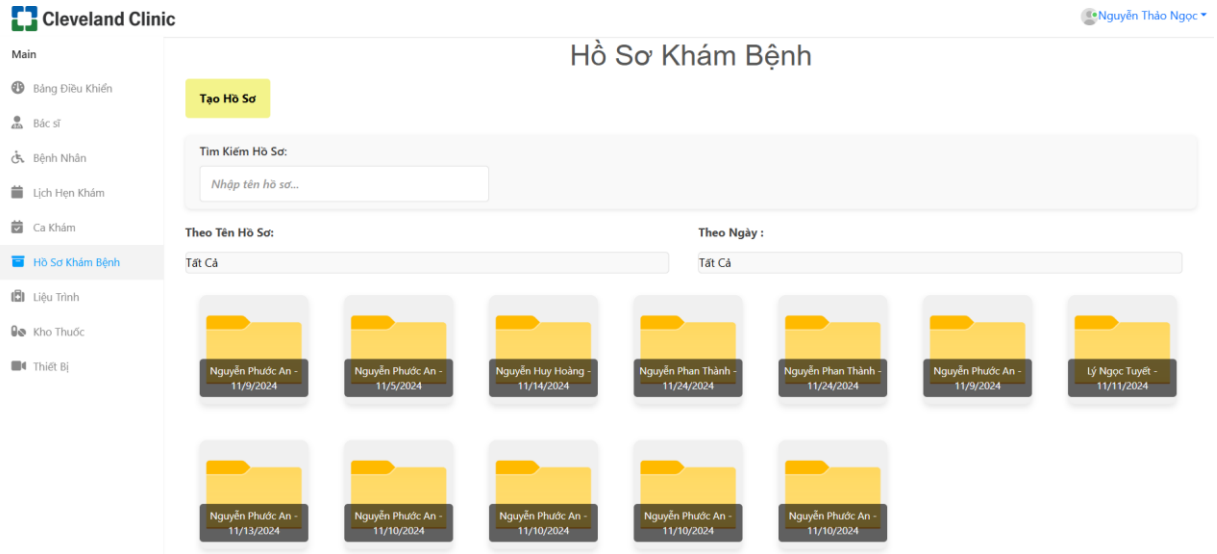 Cleveland Clinic
Nguyễn Thảo Ngọc
Main
Hồ Sơ Khám Bệnh
Bảng Điều Khiển
Tạo Hồ Sơ
Bác sĩ
Tìm Kiếm Hồ Sơ:
Bệnh Nhân
Nhập tên hồ sơ...
Lịch Hẹn Khám
Ca Khám
Theo Tên Hồ Sơ:
Theo Ngày :
Hồ Sơ Khám Bệnh
Tất Cả
Tất Cả
Liệu Trình
Kho Thuốc
Thiết Bị
Nguyễn Phước An -
11/9/2024
Nguyễn Phước An -
11/5/2024
Nguyễn Huy Hoàng -
11/14/2024
Nguyễn Phan Thành -
11/24/2024
Nguyễn Phan Thành -
11/24/2024
Nguyễn Phước An -
11/9/2024
Lý Ngọc Tuyết -
11/11/2024
Nguyễn Phước An -
11/13/2024
Nguyễn Phước An -
11/10/2024
Nguyễn Phước An -
11/10/2024
Nguyễn Phước An -
11/10/2024
Nguyễn Phước An -
11/10/2024